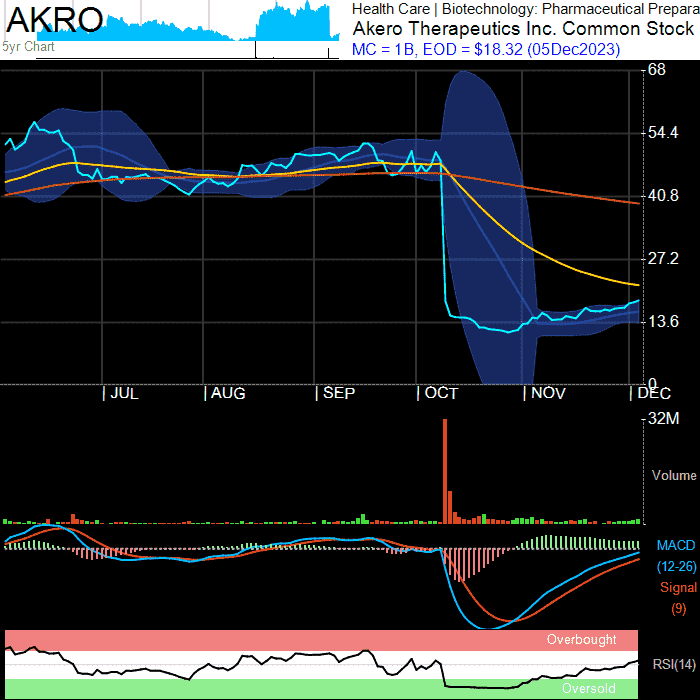 AKRO
5yr Chart
Health Care | Biotechnology: Pharmaceutical Prepara
Akero Therapeutics Inc. Common Stock
MC = 1B, EOD = $18.32 (05Dec2023)
68
54.4
40.8
27.2
13.6
0
| JUL | AUG | SEP | OCT | NOV | DEC
32M
Volume
MACD
(12-26)
Signal
(9)
Overbought
RSI(14)
Oversold